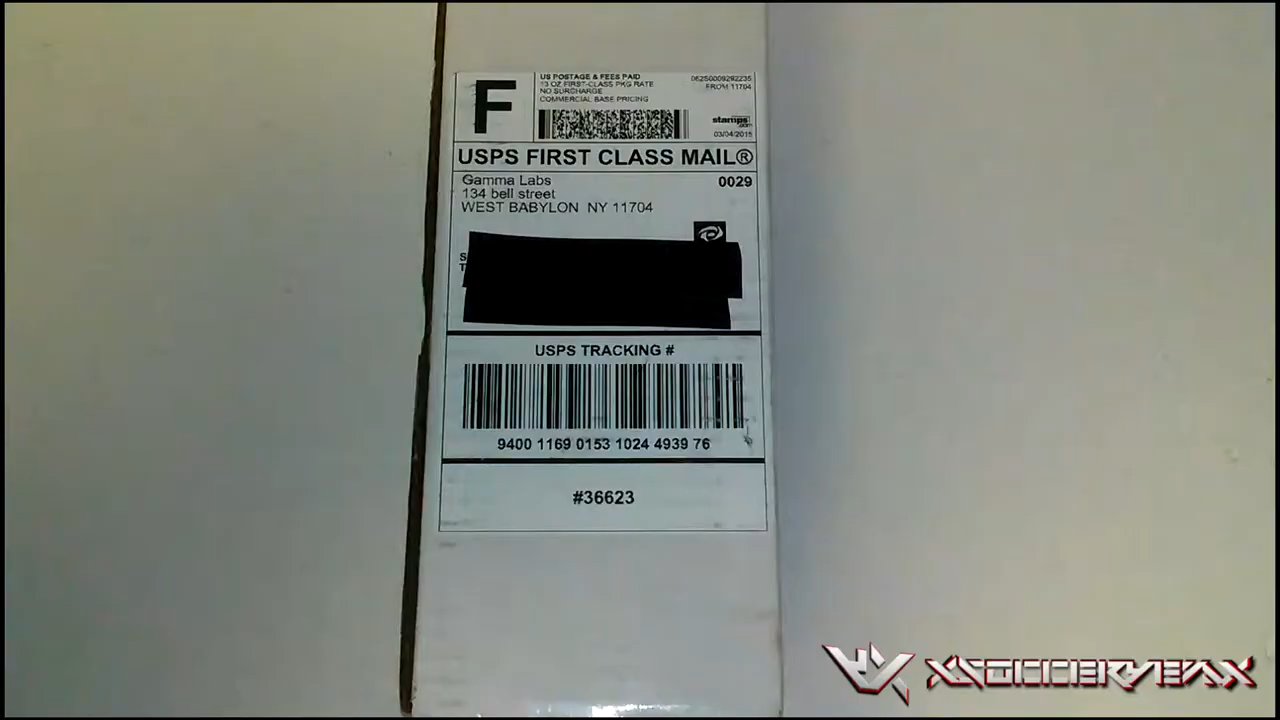 F
US POSTAGE & FEES PAID
13 OZ FIRST-CLASS PKG RATE
NO SURCHARGE
COMMERCIAL BASE PRICING
062S0009292235
FROM 11704
stamps
.com
03/04/2015
USPS FIRST CLASS MAIL®
Gamma Labs
134 bell street
WEST BABYLON NY 11704
0029
USPS TRACKING #
9400 1169 0153 1024 4939 76
#36623